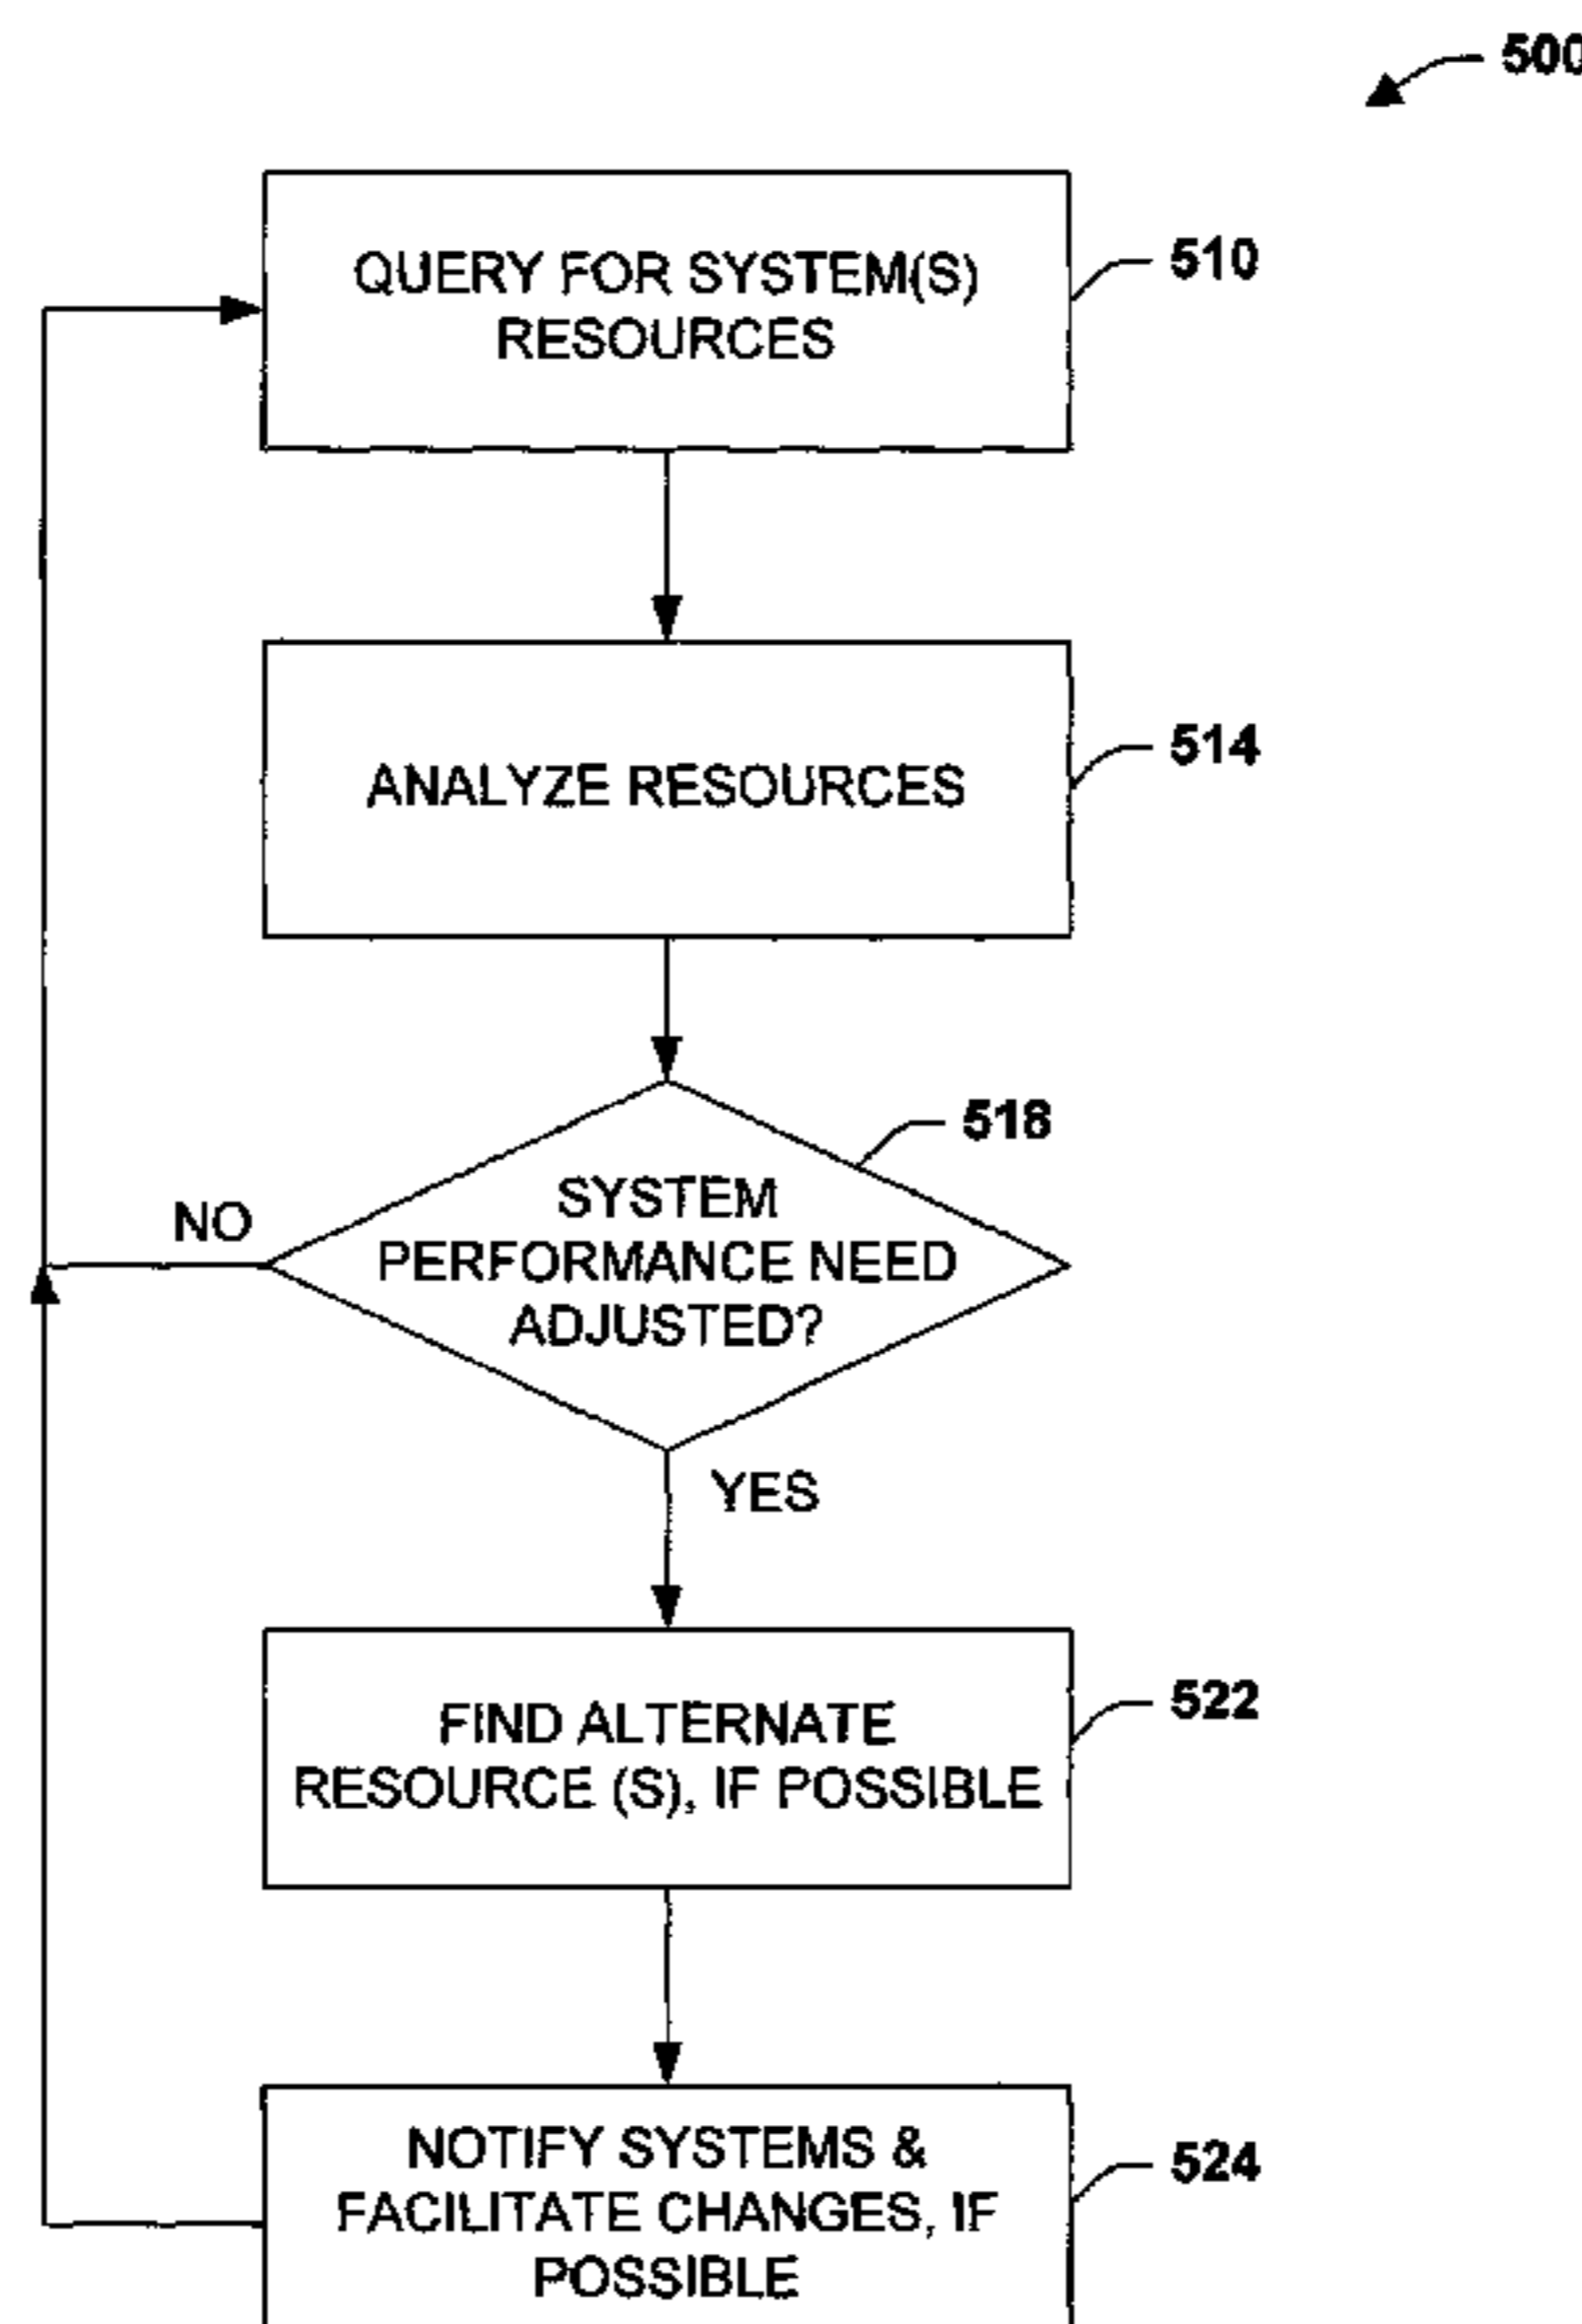 500
QUERY FOR SYSTEM(S)
RESOURCES
510
ANALYZE RESOURCES
514
518
SYSTEM
PERFORMANCE NEED
ADJUSTED?
NO
YES
FIND ALTERNATE
RESOURCE (S), IF POSSIBLE
522
NOTIFY SYSTEMS &
FACILITATE CHANGES, IF
POSSIBLE
524